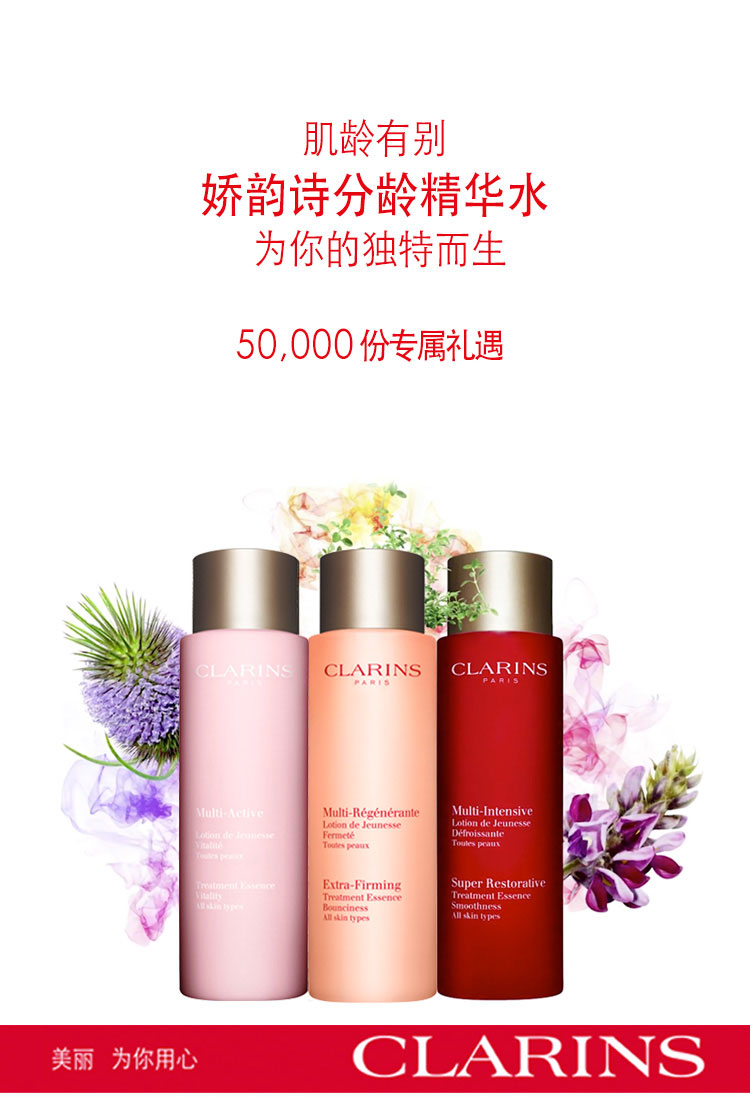 肌龄有别
娇韵诗分龄精华水
为你的独特而生
50,000份专属礼遇
CLARINS
PARIS
Multi-Active
Lotion de Jeunesse
Vitalité
Toutes peaux
Treatment Essence
Vitality
All skin types
CLARINS
PARIS
Multi-Régénérante
Lotion de Jeunesse
Fermeté
Toutes peaux
Extra-Firming
Treatment Essence
Bounciness
All skin types
CLARINS
PARIS
Multi-Intensive
Lotion de Jeunesse
Défroissante
Toutes peaux
Super Restorative
Treatment Essence
Smoothness
All skin types
美丽 为你用心
CLARINS